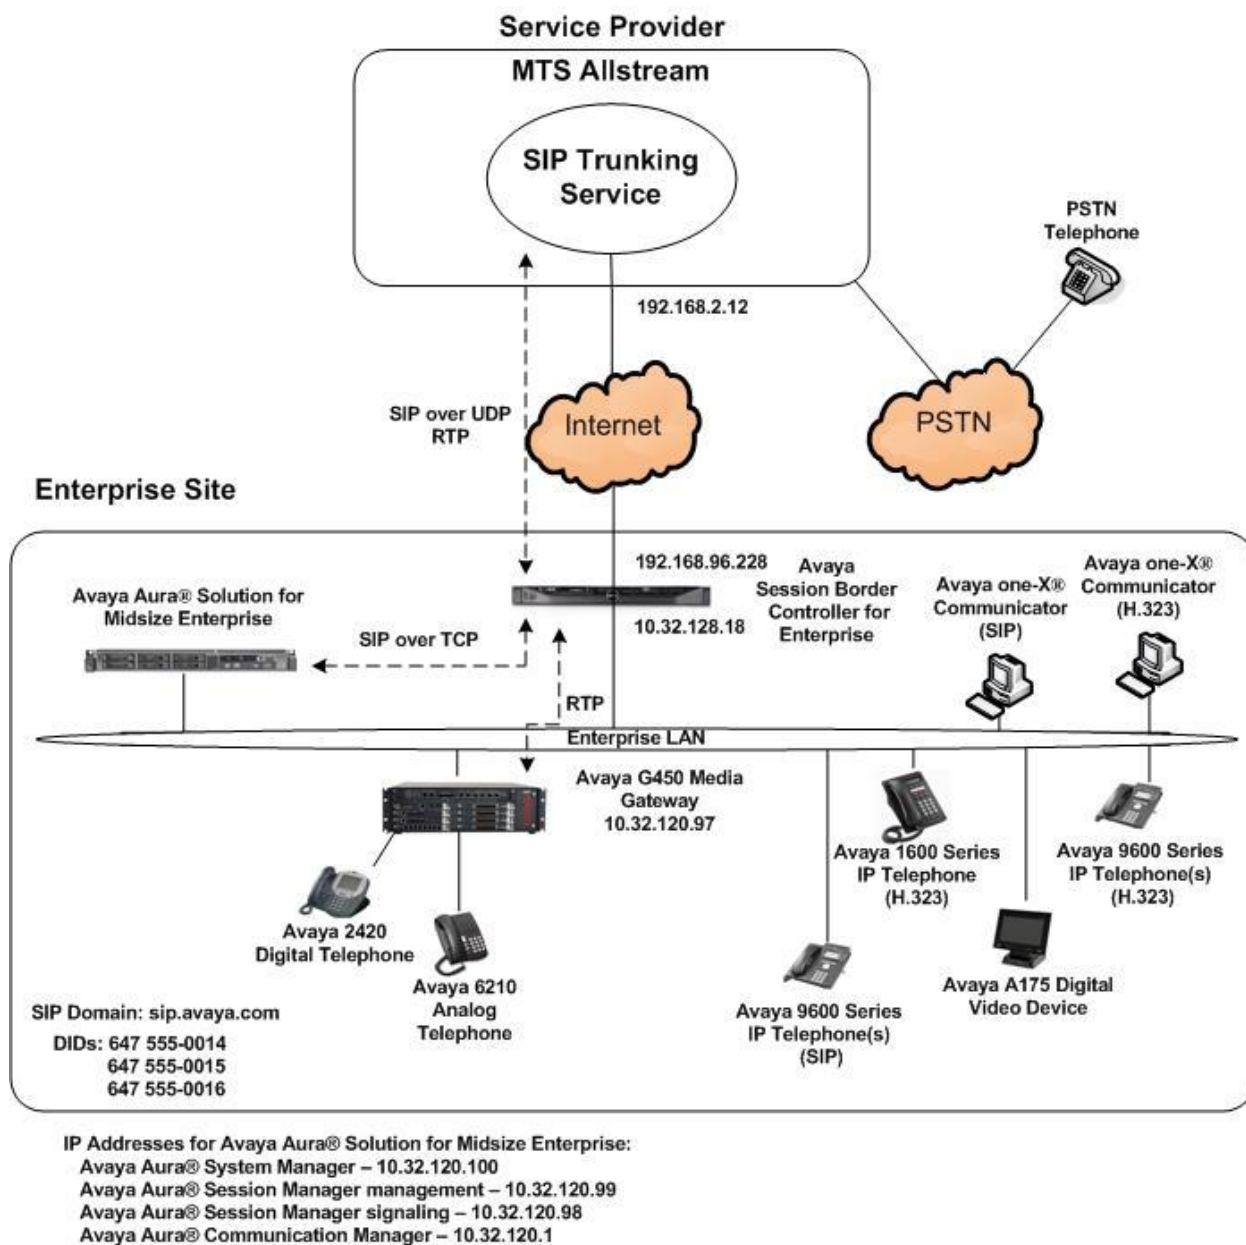 Service Provider
MTS Allstream
SIP Trunking
Service
PSTN
Telephone
192.168.2.12
SIP over UDP
RTP
Internet
PSTN
Enterprise Site
192.168.96.228
Avaya
Session Border
Controller for
Enterprise
10.32.128.18
Avaya Aura® Solution for
Midsize Enterprise
SIP over TCP
RTP
Avaya one-X®
Communicator
(SIP)
Avaya one-X®
Communicator
(H.323)
Enterprise LAN
Avaya G450 Media
Gateway
10.32.120.97
Avaya 1600 Series
IP Telephone
(H.323)
Avaya 9600 Series
IP Telephone(s)
(H.323)
Avaya 2420
Digital Telephone
Avaya 6210
Analog
Telephone
Avaya 9600 Series
IP Telephone(s)
(SIP)
Avaya A175 Digital
Video Device
SIP Domain: sip.avaya.com
DIDs: 647 555-0014
647 555-0015
647 555-0016
IP Addresses for Avaya Aura® Solution for Midsize Enterprise:
Avaya Aura® System Manager – 10.32.120.100
Avaya Aura® Session Manager management – 10.32.120.99
Avaya Aura® Session Manager signaling – 10.32.120.98
Avaya Aura® Communication Manager – 10.32.120.1